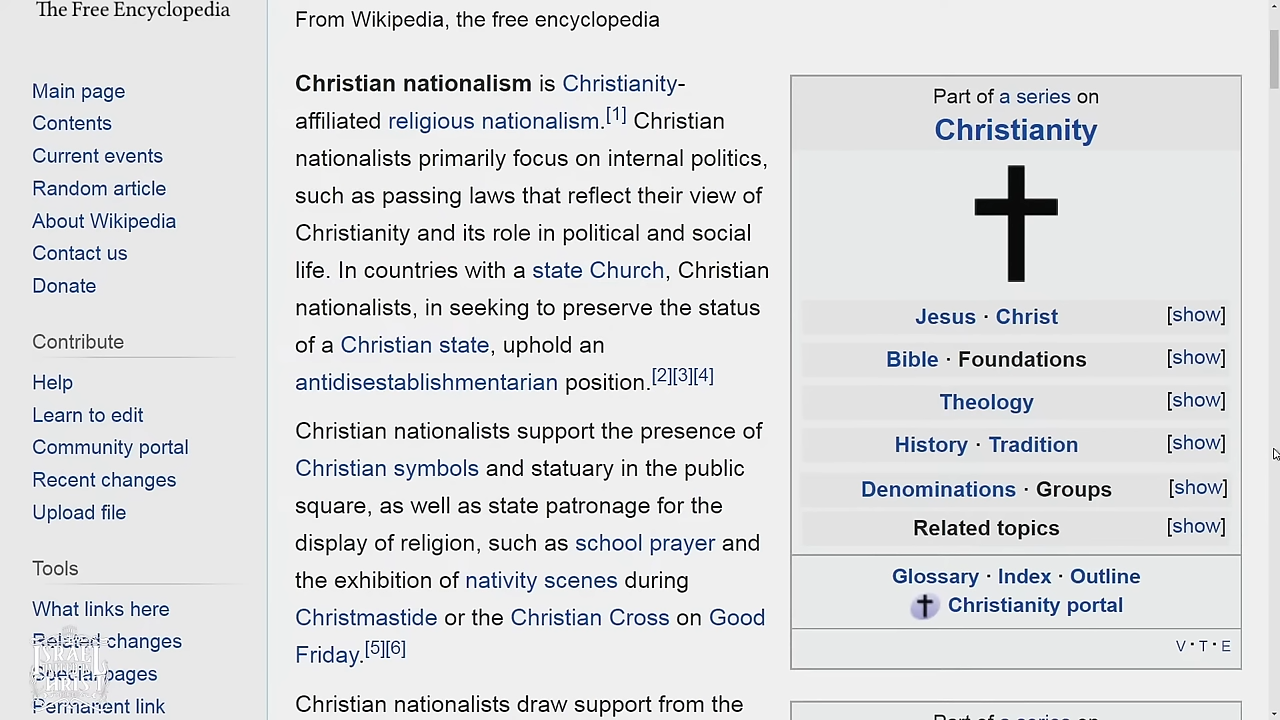 The Free Encyclopedia
Main page
Contents
Current events
Random article
About Wikipedia
Contact us
Donate
Contribute
Help
Learn to edit
Community portal
Recent changes
Upload file
Tools
What links here
Related changes
Special pages
Permanent link
ISRAEL
CHRIST
From Wikipedia, the free encyclopedia
Christian nationalism is Christianity-
affiliated religious nationalism.[1] Christian
nationalists primarily focus on internal politics,
such as passing laws that reflect their view of
Christianity and its role in political and social
life. In countries with a state Church, Christian
nationalists, in seeking to preserve the status
of a Christian state, uphold an
antidisestablishmentarian position.[2][3][4]
Christian nationalists support the presence of
Christian symbols and statuary in the public
square, as well as state patronage for the
display of religion, such as school prayer and
the exhibition of nativity scenes during
Christmastide or the Christian Cross on Good
Friday.[5][6]
Christian nationalists draw support from the
Part of a series on
Christianity
Jesus · Christ [show]
Bible · Foundations [show]
Theology [show]
History · Tradition [show]
Denominations · Groups [show]
Related topics [show]
Glossary · Index · Outline
Christianity portal
V · T · E
Part of a series on